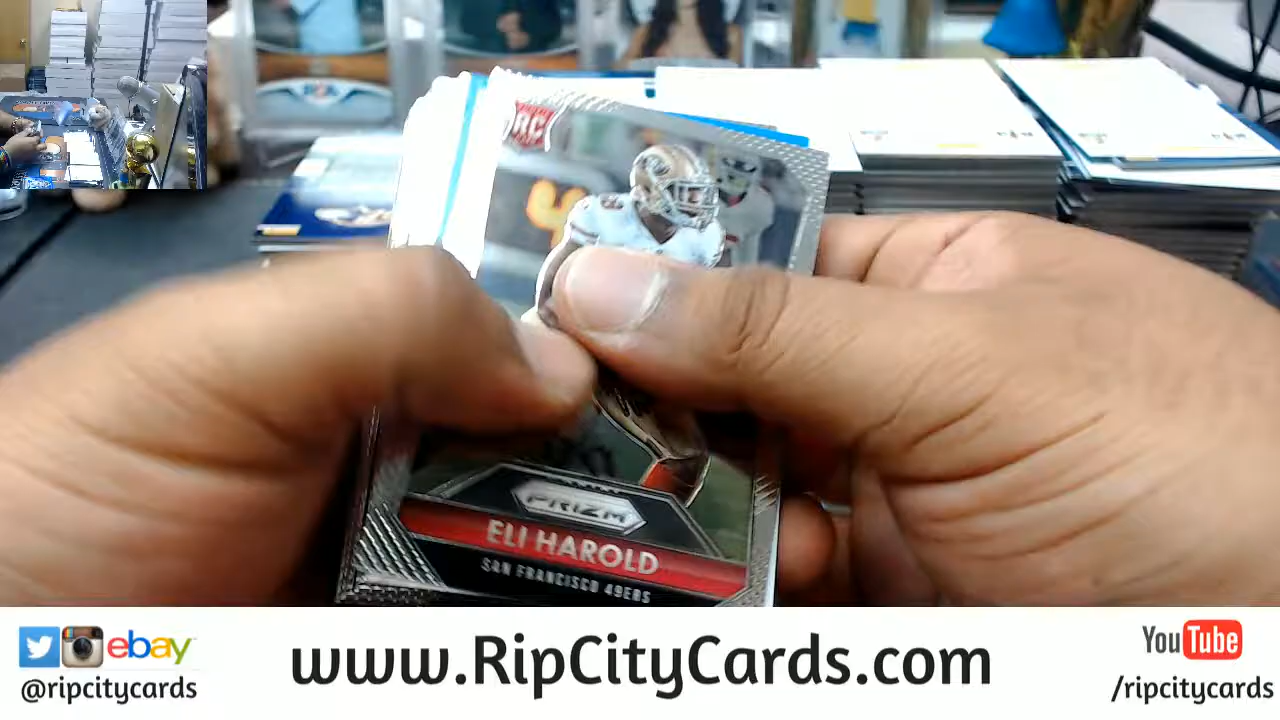 RC
PRIZM
ELI HAROLD
SAN FRANCISCO 49ERS
ebay
@ripcitycards
www.RipCityCards.com
YouTube
/ripcitycards